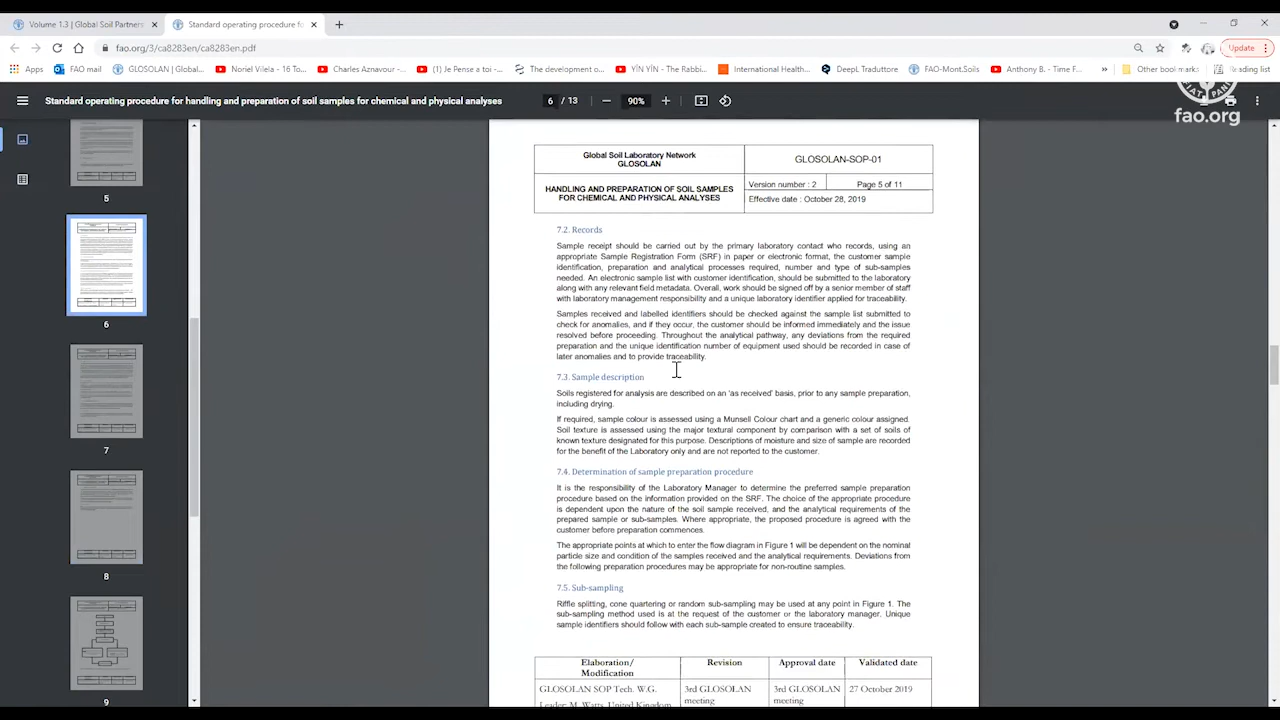 Volume 1.3 | Global Soil Partners
Standard operating procedure fo
fao.org/3/ca8283en/ca8283en.pdf
Update
Apps
FAO mail
GLOSOLAN | Global...
Noriel Vilela - 16 To...
Charles Aznavour -...
(1) Je Pense a toi -...
The development o...
YÌN YÍN - The Rabbi...
International Health...
DeepL Traduttore
FAO-Mont.Soils
Anthony B. - Time F...
»
Other bookmarks
Reading list
Standard operating procedure for handling and preparation of soil samples for chemical and physical analyses
6 / 13
90%
fao.org
5
6
7
8
9
Global Soil Laboratory Network
GLOSOLAN
GLOSOLAN-SOP-01
HANDLING AND PREPARATION OF SOIL SAMPLES
FOR CHEMICAL AND PHYSICAL ANALYSES
Version number : 2
Page 5 of 11
Effective date : October 28, 2019
7.2. Records
Sample receipt should be carried out by the primary laboratory contact who records, using an
appropriate Sample Registration Form (SRF) in paper or electronic format, the customer sample
identification, preparation and analytical processes required, number and type of sub-samples
needed. An electronic sample list with customer identification, should be submitted to the laboratory
along with any relevant field metadata. Overall, work should be signed off by a senior member of staff
with laboratory management responsibility and a unique laboratory identifier applied for traceability.
Samples received and labelled identifiers should be checked against the sample list submitted to
check for anomalies, and if they occur, the customer should be informed immediately and the issue
resolved before proceeding. Throughout the analytical pathway, any deviations from the required
preparation and the unique identification number of equipment used should be recorded in case of
later anomalies and to provide traceability.
7.3. Sample description
Soils registered for analysis are described on an 'as received' basis, prior to any sample preparation,
including drying.
If required, sample colour is assessed using a Munsell Colour chart and a generic colour assigned.
Soil texture is assessed using the major textural component by comparison with a set of soils of
known texture designated for this purpose. Descriptions of moisture and size of sample are recorded
for the benefit of the Laboratory only and are not reported to the customer.
7.4. Determination of sample preparation procedure
It is the responsibility of the Laboratory Manager to determine the preferred sample preparation
procedure based on the information provided on the SRF. The choice of the appropriate procedure
is dependent upon the nature of the soil sample received, and the analytical requirements of the
prepared sample or sub-samples. Where appropriate, the proposed procedure is agreed with the
customer before preparation commences.
The appropriate points at which to enter the flow diagram in Figure 1 will be dependent on the nominal
particle size and condition of the samples received and the analytical requirements. Deviations from
the following preparation procedures may be appropriate for non-routine samples.
7.5. Sub-sampling
Riffle splitting, cone quartering or random sub-sampling may be used at any point in Figure 1. The
sub-sampling method used is at the request of the customer or the laboratory manager. Unique
sample identifiers should follow with each sub-sample created to ensure traceability.
Elaboration/
Modification
Revision
Approval date
Validated date
GLOSOLAN SOP Tech. W.G.
Leader: M. Watts, United Kingdom
3rd GLOSOLAN
meeting
3rd GLOSOLAN
meeting
27 October 2019